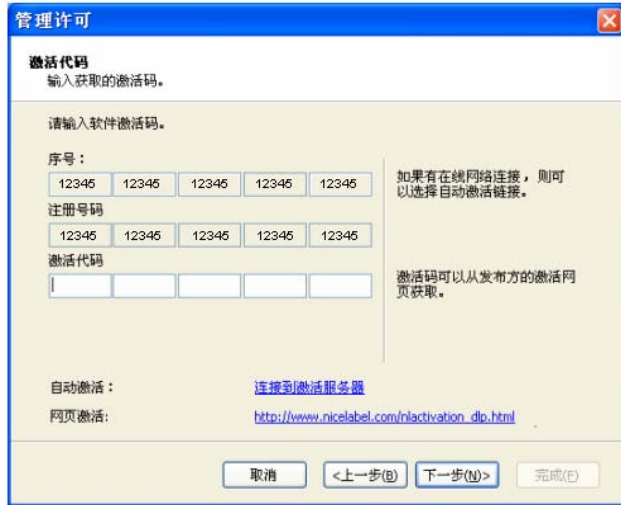 管理许可
激活代码
输入获取的激活码。
请输入软件激活码。
序号：
12345 12345 12345 12345 12345
注册号码
12345 12345 12345 12345 12345
激活代码
如果有在线网络连接，则可
以选择自动激活链接。
激活码可以从发布方的激活网
页获取。
自动激活： 连接到激活服务器
网页激活: http://www.nicelabel.com/nlactivation_dlp.html
取消 <上一步(B) 下一步(N)> 完成(F)